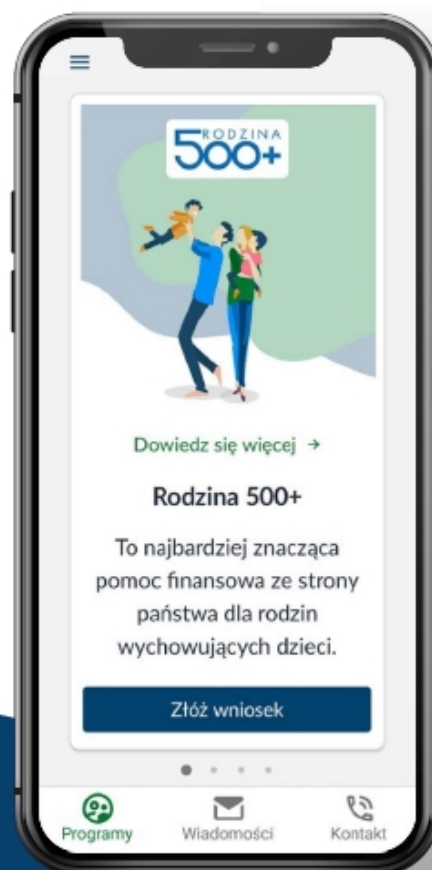 RODZINA
500+
Dowiedz się więcej →
Rodzina 500+
To najbardziej znacząca
pomoc finansowa ze strony
państwa dla rodzin
wychowujących dzieci.
Złóż wniosek
Programy Wiadomości Kontakt